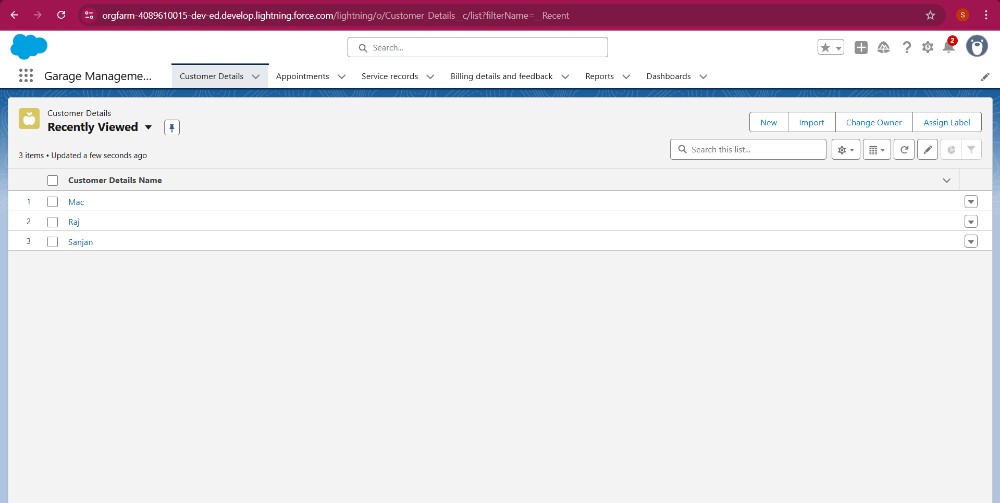 orgfarm-4089610015-dev-ed.develop.lightning.force.com/lightning/o/Customer_Details__c/list?filterName=__Recent
S
Search...
2
Garage Manageme...
Customer Details
Appointments
Service records
Billing details and feedback
Reports
Dashboards
Customer Details
Recently Viewed
New
Import
Change Owner
Assign Label
3 items • Updated a few seconds ago
Search this list...
Customer Details Name
1 Mac
2 Raj
3 Sanjan